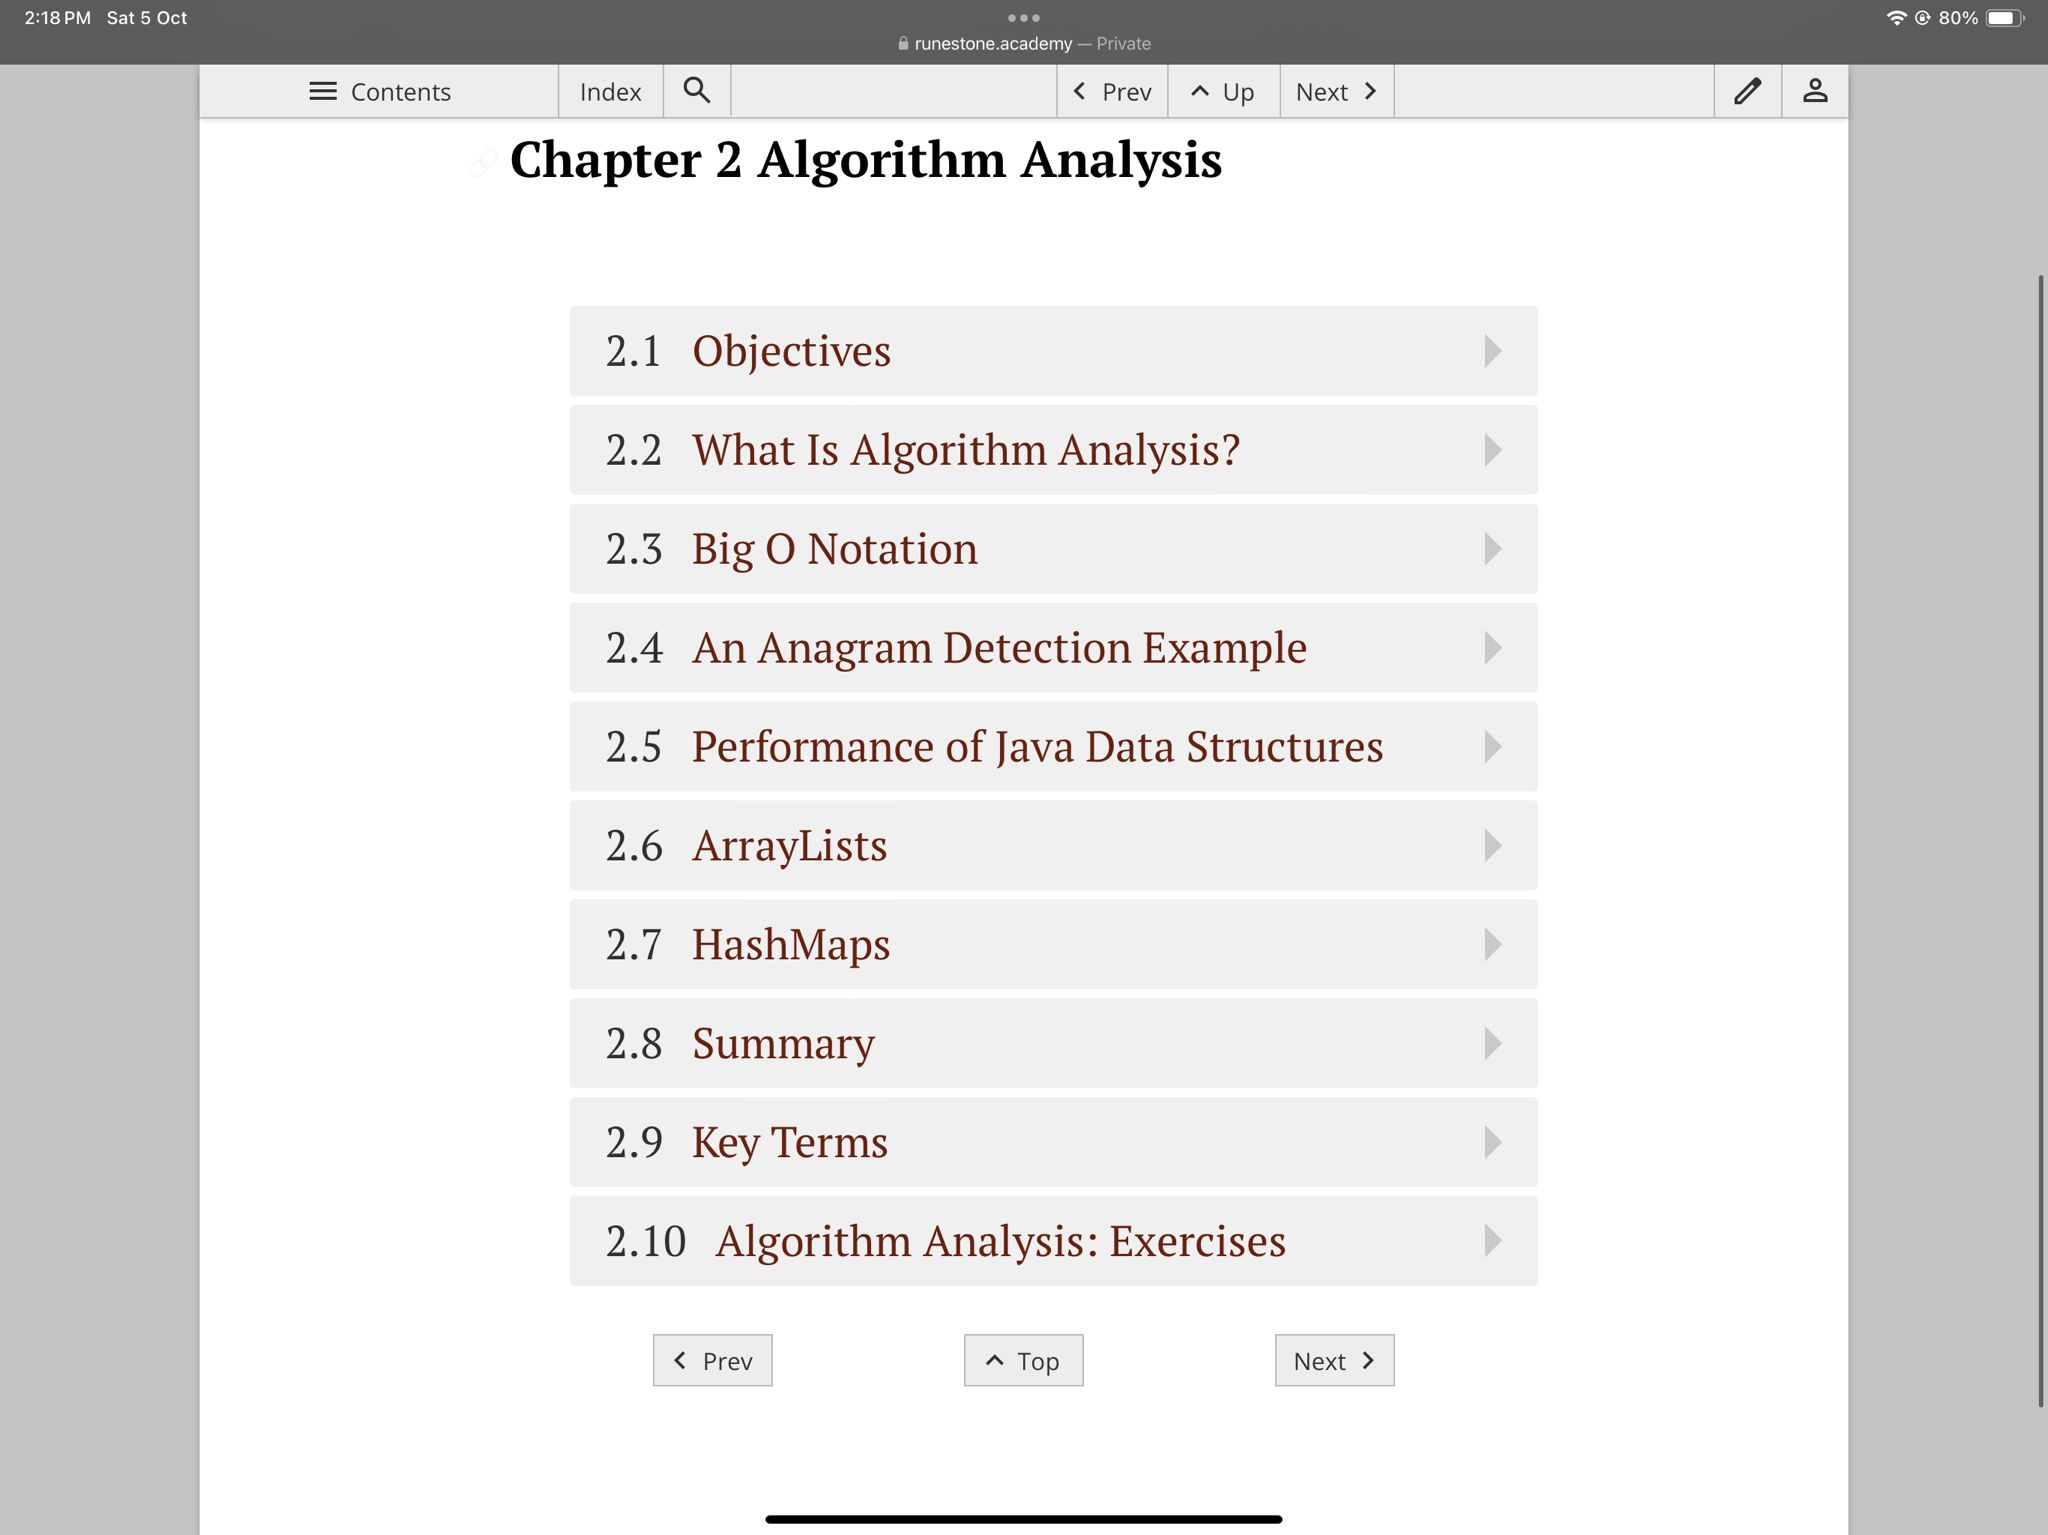 2:18 PM Sat 5 Oct
80%
runestone.academy — Private
Contents
Index
Prev
Up
Next
Chapter 2 Algorithm Analysis
2.1 Objectives
2.2 What Is Algorithm Analysis?
2.3 Big O Notation
2.4 An Anagram Detection Example
2.5 Performance of Java Data Structures
2.6 ArrayLists
2.7 HashMaps
2.8 Summary
2.9 Key Terms
2.10 Algorithm Analysis: Exercises
Prev
Top
Next